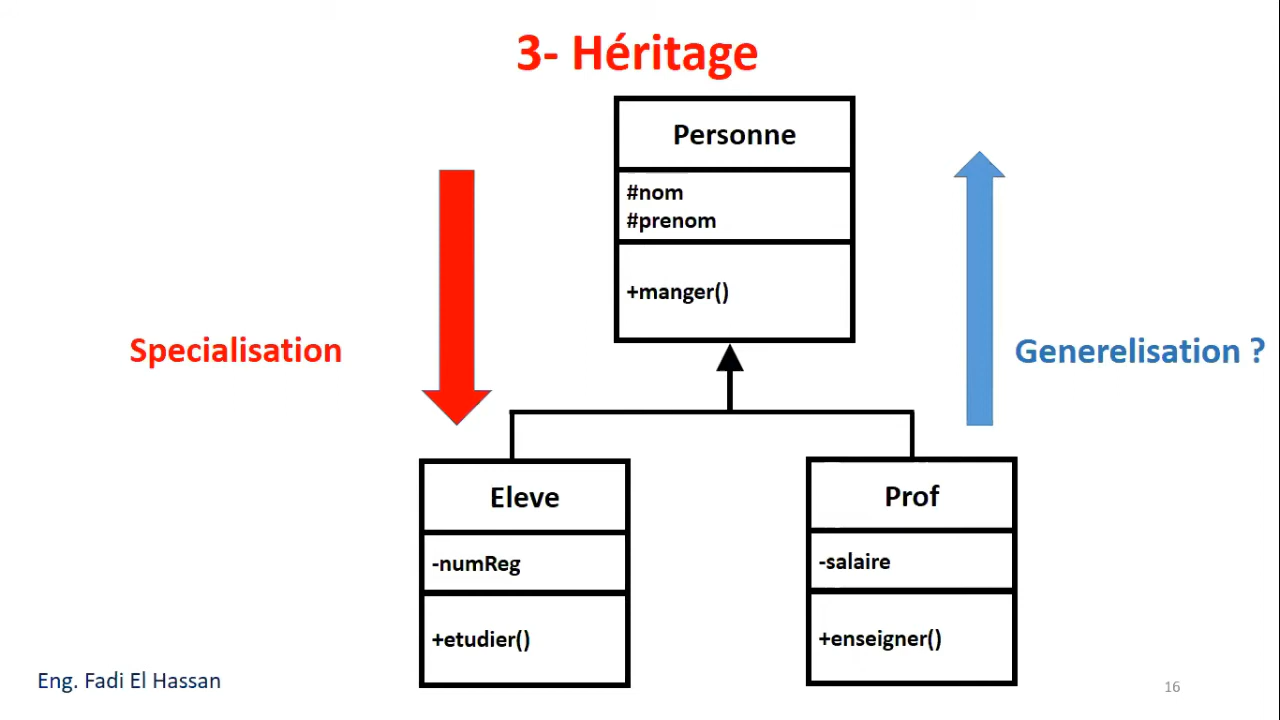 3- Héritage
Personne
#nom
#prenom
+manger()
Specialisation
Generelisation ?
Eleve
Prof
-numReg
-salaire
+etudier()
+enseigner()
Eng. Fadi El Hassan
16